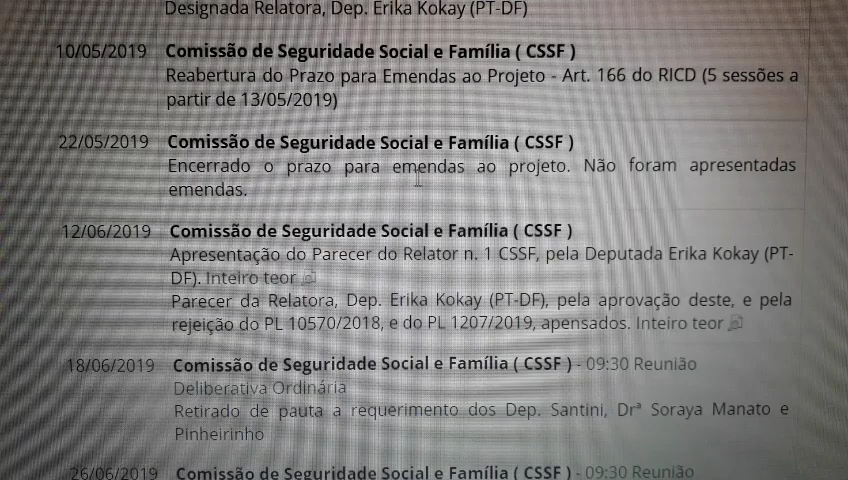 Designada Relatora, Dep. Erika Kokay (PT-DF)
10/05/2019 Comissão de Seguridade Social e Família ( CSSF )
Reabertura do Prazo para Emendas ao Projeto - Art. 166 do RICD (5 sessões a
partir de 13/05/2019)
22/05/2019 Comissão de Seguridade Social e Família ( CSSF )
Encerrado o prazo para emendas ao projeto. Não foram apresentadas
emendas.
12/06/2019 Comissão de Seguridade Social e Família ( CSSF )
Apresentação do Parecer do Relator n. 1 CSSF, pela Deputada Erika Kokay (PT-
DF). Inteiro teor
Parecer da Relatora, Dep. Erika Kokay (PT-DF), pela aprovação deste, e pela
rejeição do PL 10570/2018, e do PL 1207/2019, apensados. Inteiro teor
18/06/2019 Comissão de Seguridade Social e Família ( CSSF ) - 09:30 Reunião
Deliberativa Ordinária
Retirado de pauta a requerimento dos Dep. Santini, Drª Soraya Manato e
Pinheirinho
26/06/2019 Comissão de Seguridade Social e Família ( CSSF ) - 09:30 Reunião